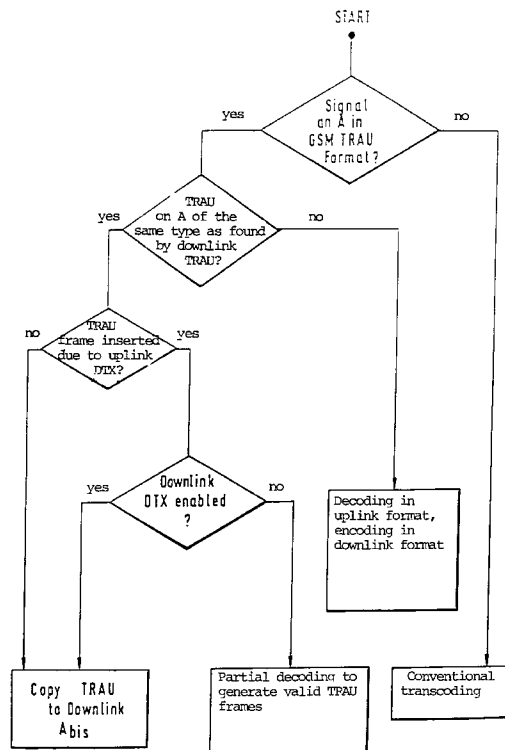 START
Signal
on A in
GSM TRAU
Format?
yes
no
TRAU
on A of the
same type as found
by downlink
TRAU?
yes
no
TRAU
frame inserted
due to uplink
DTX?
no
yes
Downlink
DTX enabled
?
yes
no
Decoding in
uplink format,
encoding in
downlink format
Copy TRAU
to Downlink
Abis
Partial decoding to
generate valid TRAU
frames
Conventional
transcoding